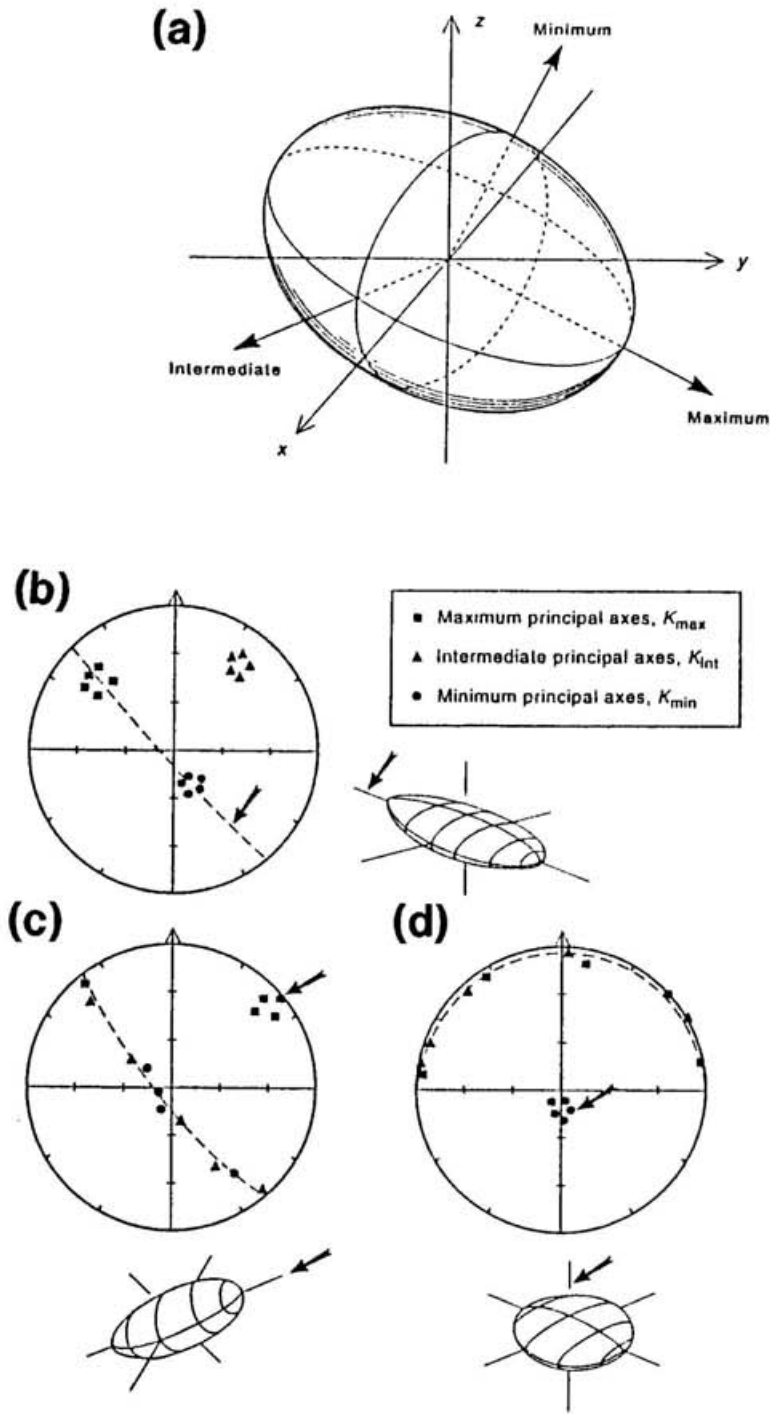 (a)
z
Minimum
y
Intermediate
Maximum
x
(b)
■ Maximum principal axes, Kmax
▲ Intermediate principal axes, KInt
● Minimum principal axes, Kmin
(c)
(d)